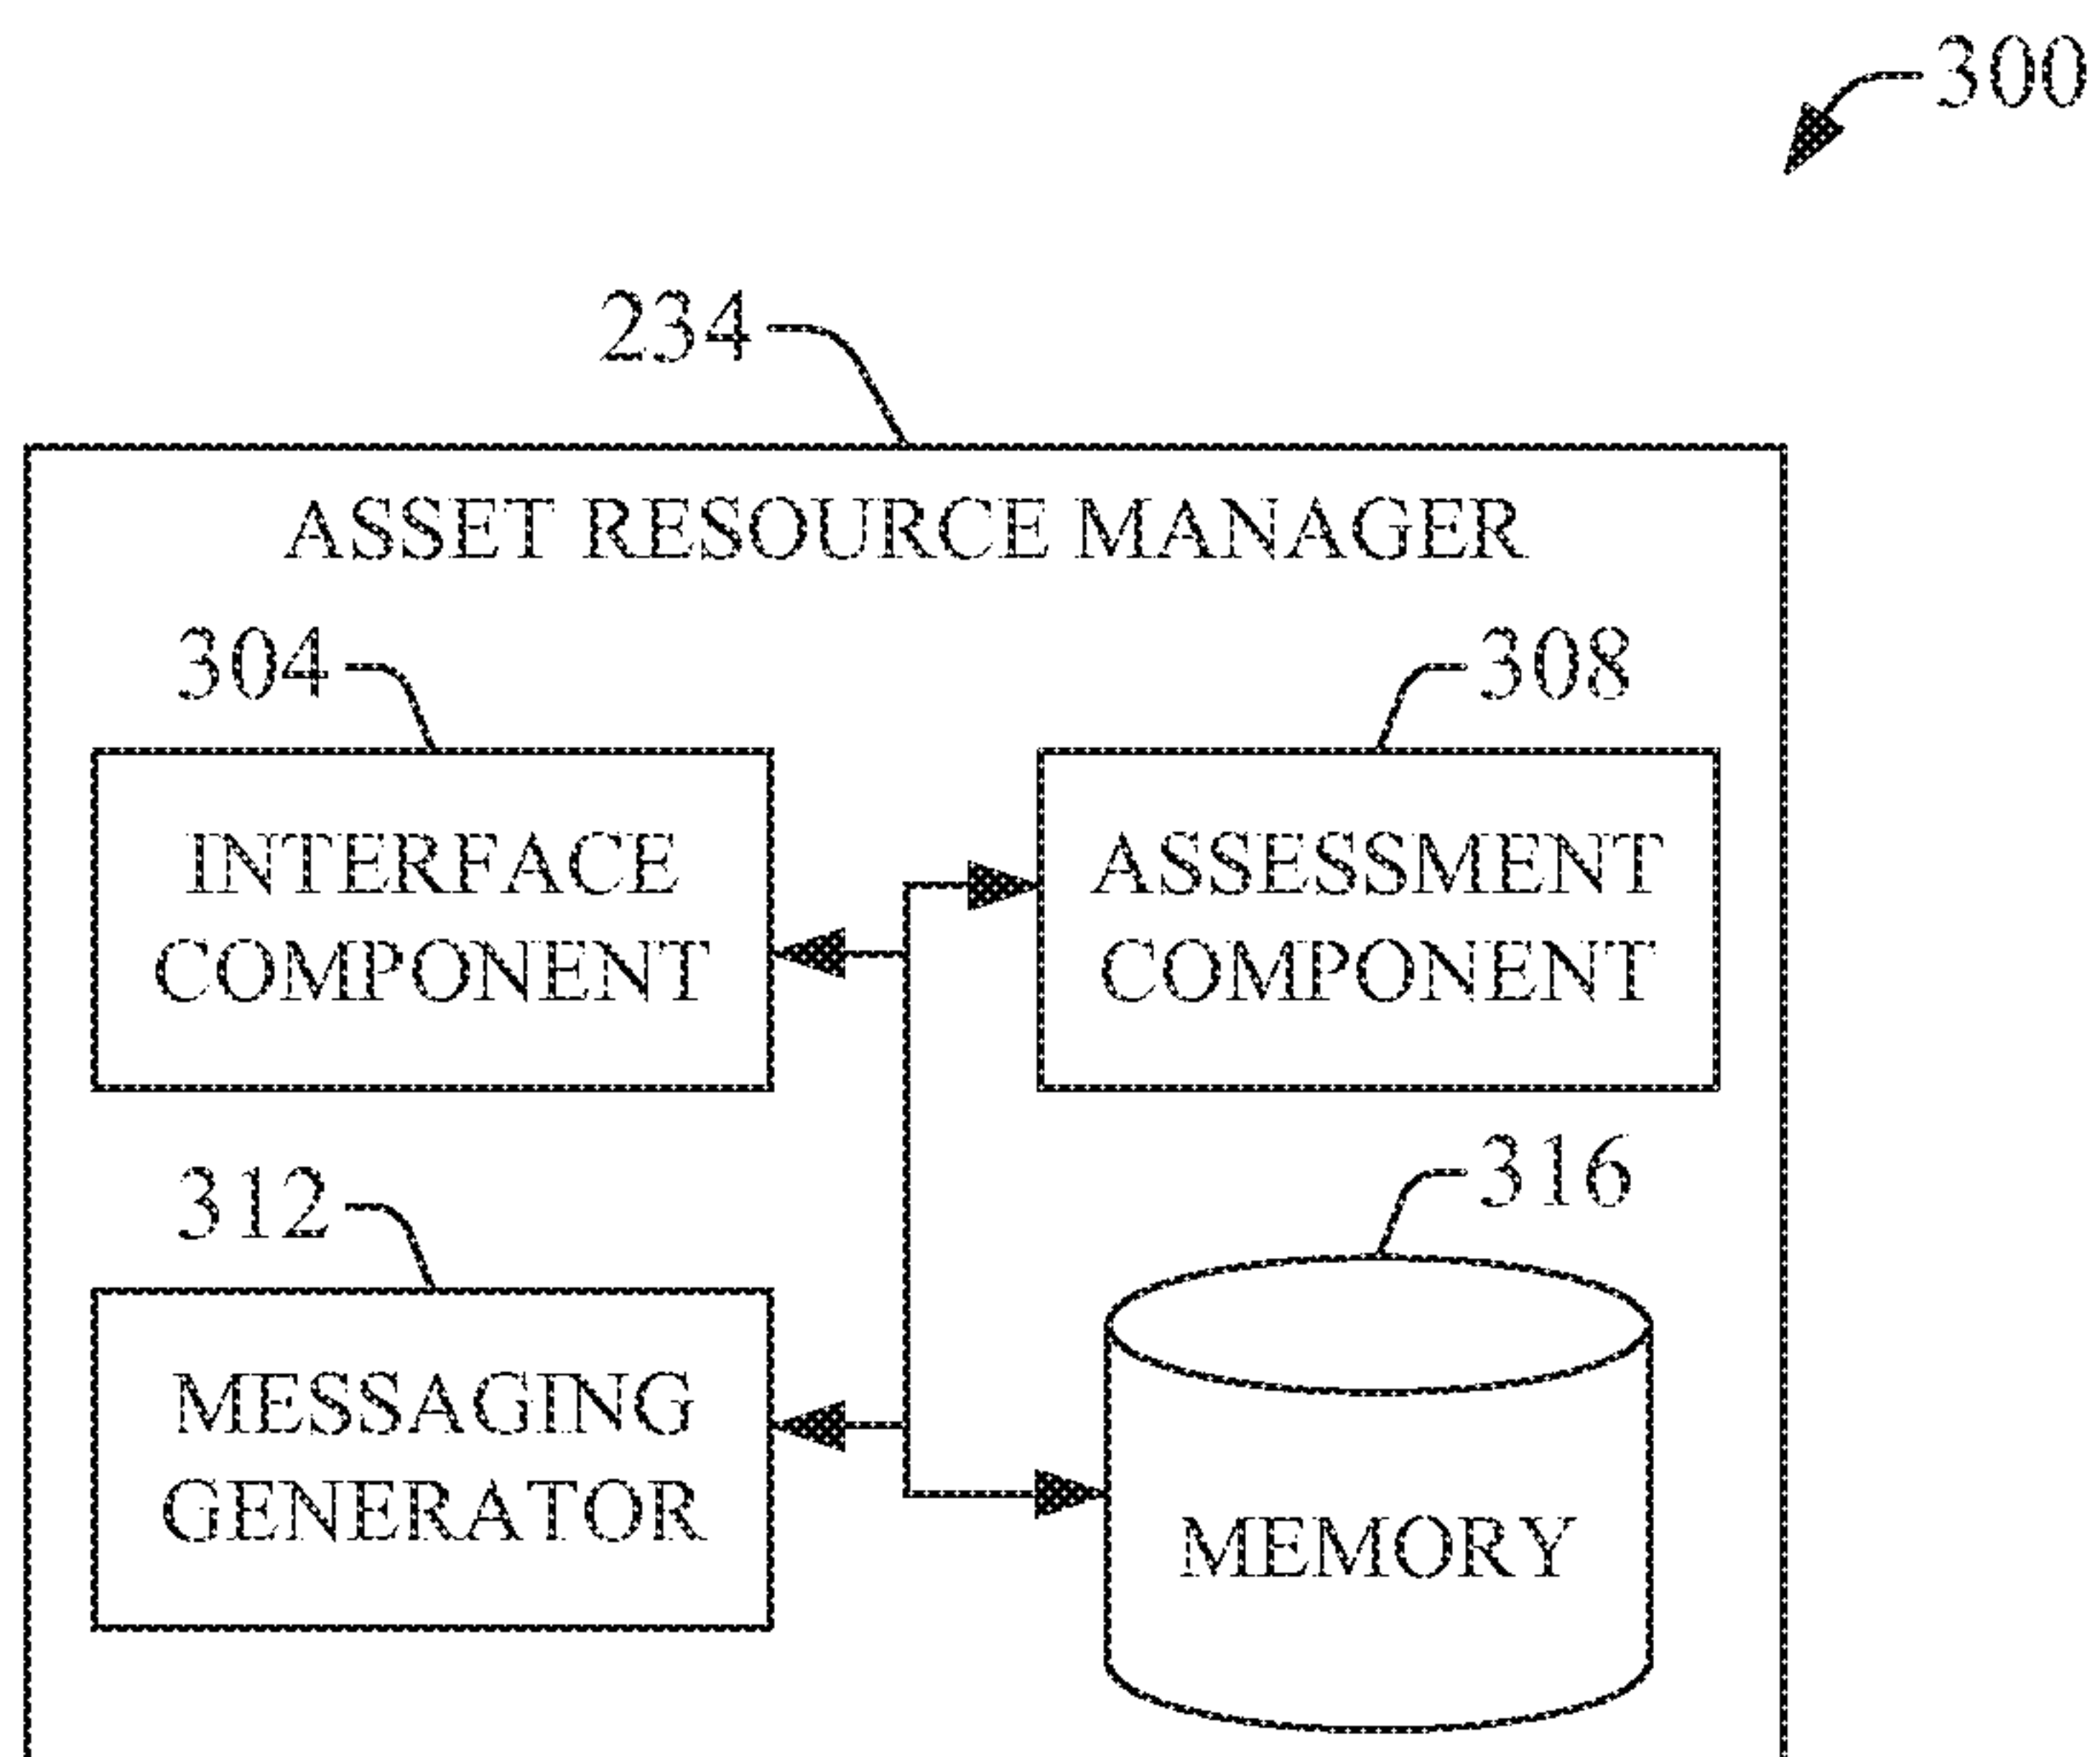 300
234
ASSET RESOURCE MANAGER
304
308
INTERFACE
COMPONENT
ASSESSMENT
COMPONENT
312
316
MESSAGING
GENERATOR
MEMORY